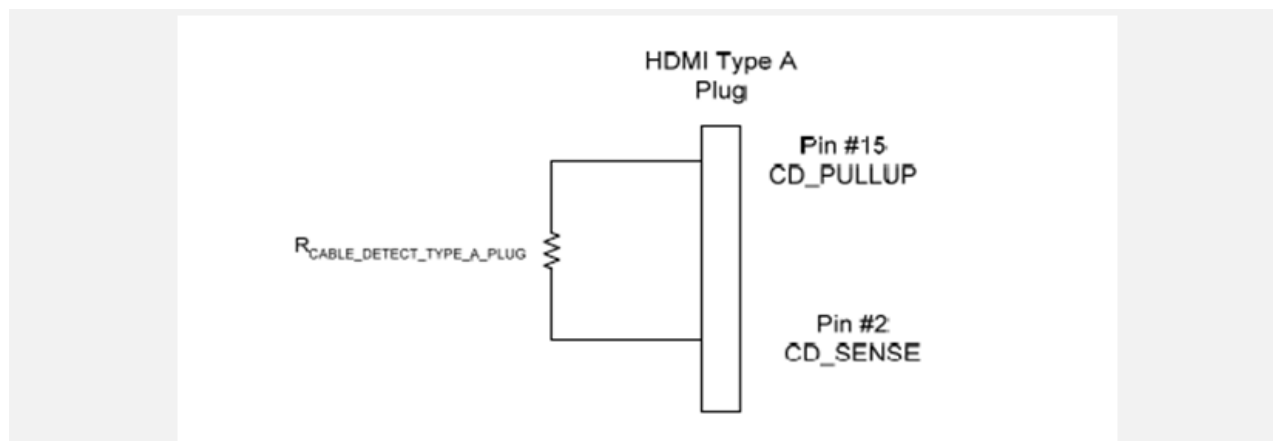 HDMI Type A
Plug
Pin #15
CD_PULLUP
RCABLE_DETECT_TYPE_A_PLUG
Pin #2
CD_SENSE